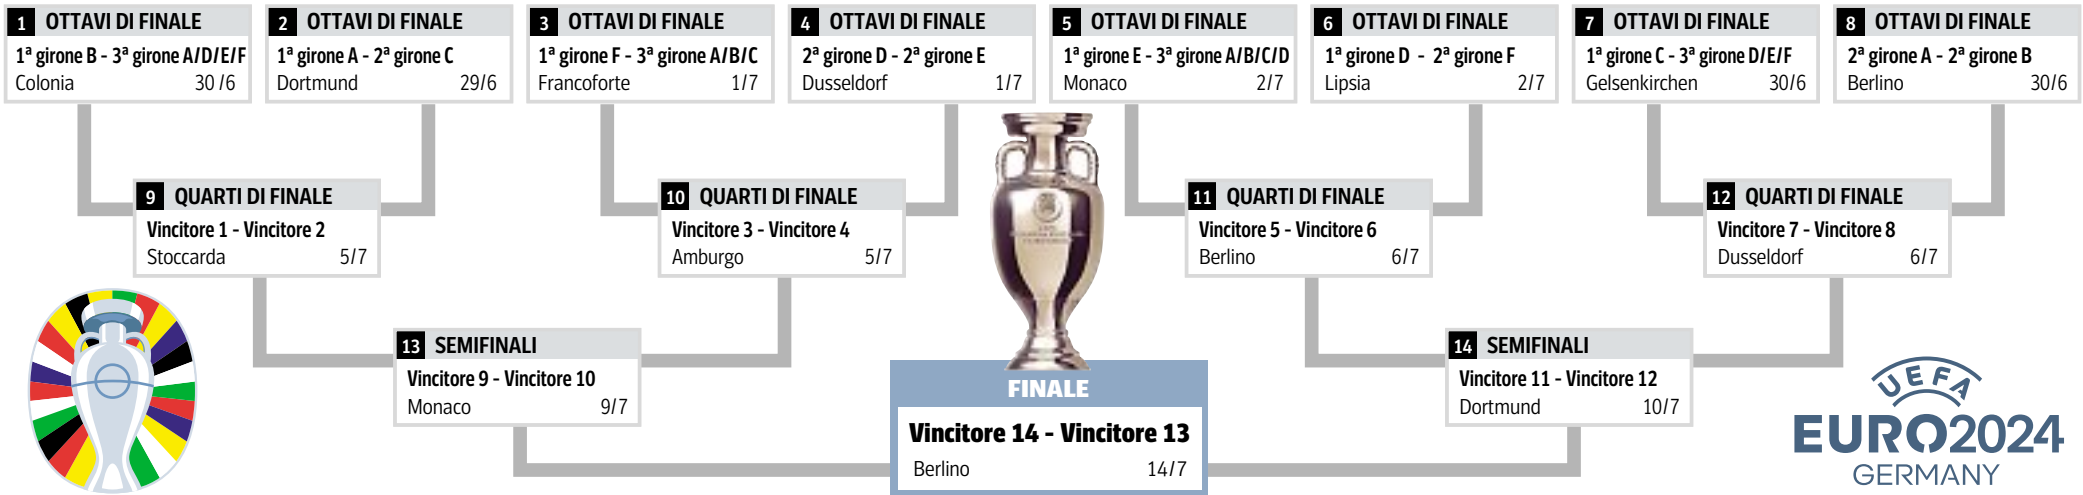 1 OTTAVI DI FINALE
1ª girone B - 3ª girone A/D/E/F
Colonia 30/6
2 OTTAVI DI FINALE
1ª girone A - 2ª girone C
Dortmund 29/6
3 OTTAVI DI FINALE
1ª girone F - 3ª girone A/B/C
Francoforte 1/7
4 OTTAVI DI FINALE
2ª girone D - 2ª girone E
Dusseldorf 1/7
5 OTTAVI DI FINALE
1ª girone E - 3ª girone A/B/C/D
Monaco 2/7
6 OTTAVI DI FINALE
1ª girone D - 2ª girone F
Lipsia 2/7
7 OTTAVI DI FINALE
1ª girone C - 3ª girone D/E/F
Gelsenkirchen 30/6
8 OTTAVI DI FINALE
2ª girone A - 2ª girone B
Berlino 30/6
9 QUARTI DI FINALE
Vincitore 1 - Vincitore 2
Stoccarda 5/7
10 QUARTI DI FINALE
Vincitore 3 - Vincitore 4
Amburgo 5/7
11 QUARTI DI FINALE
Vincitore 5 - Vincitore 6
Berlino 6/7
12 QUARTI DI FINALE
Vincitore 7 - Vincitore 8
Dusseldorf 6/7
13 SEMIFINALI
Vincitore 9 - Vincitore 10
Monaco 9/7
14 SEMIFINALI
Vincitore 11 - Vincitore 12
Dortmund 10/7
FINALE
Vincitore 14 - Vincitore 13
Berlino 14/7
UEFA
EURO2024
GERMANY